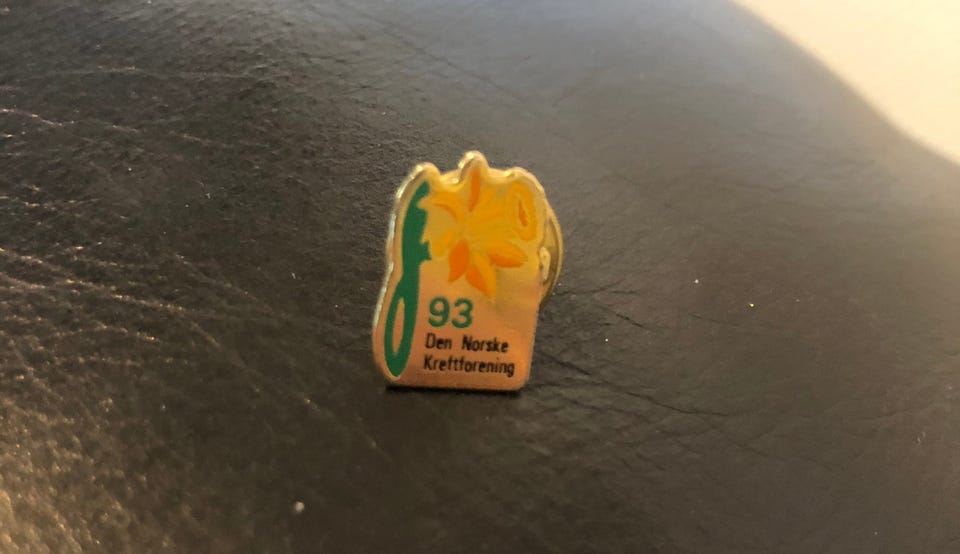 93
Den Norske
Kreftforening